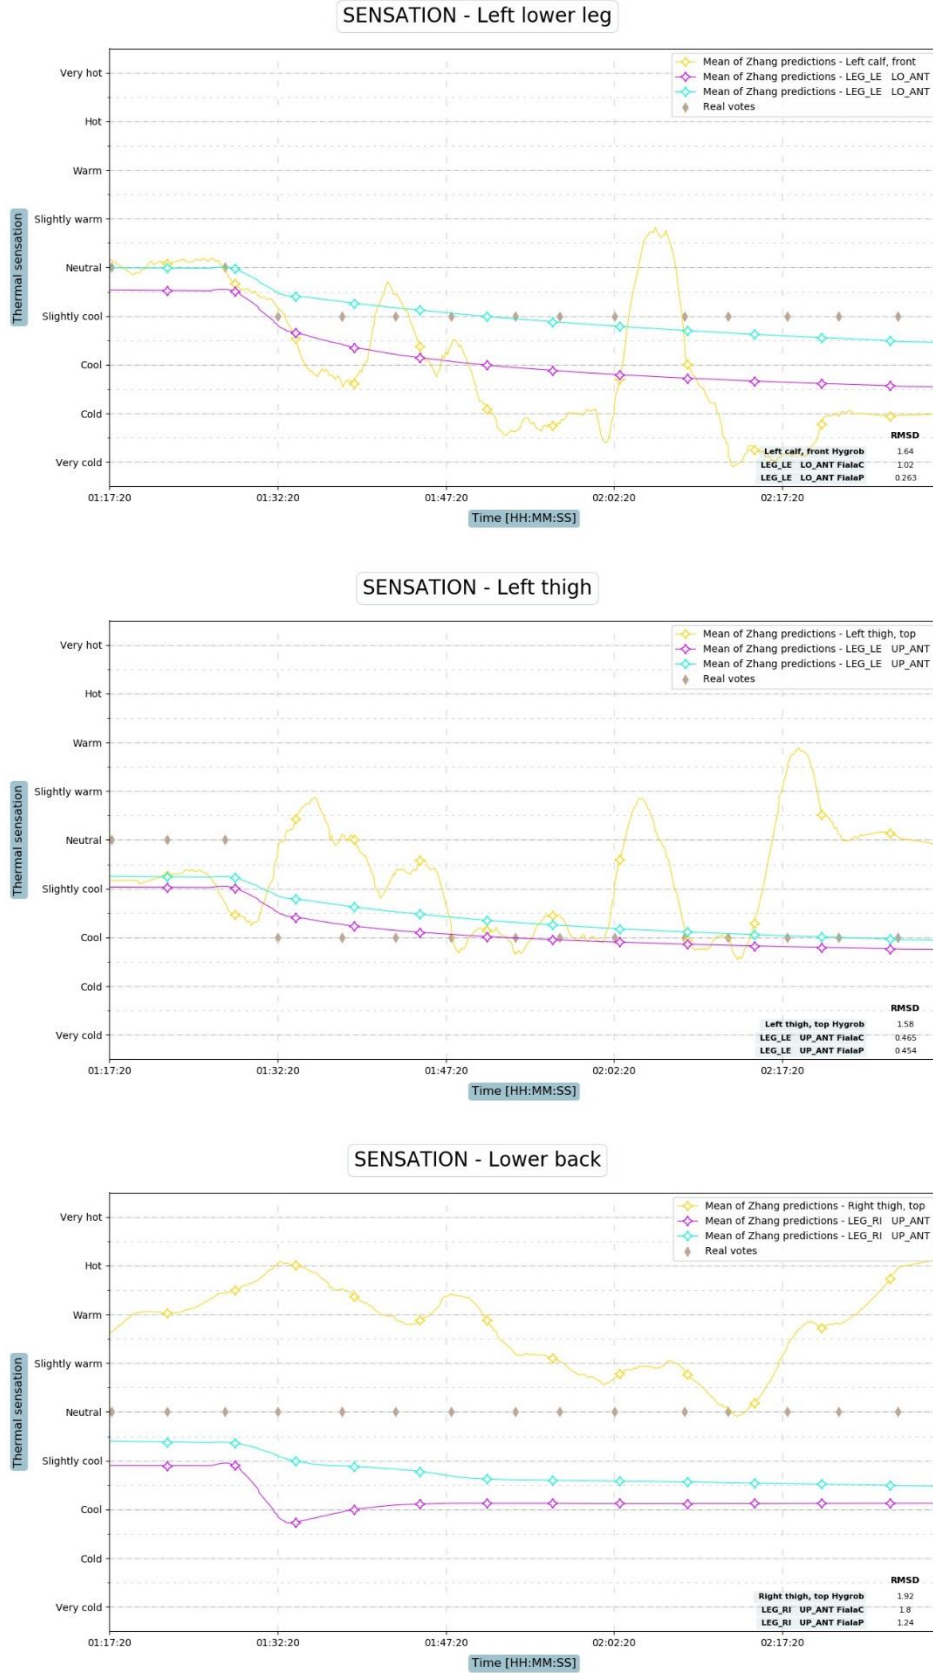 SENSATION - Left lower leg
Mean of Zhang predictions - Left calf, front
Mean of Zhang predictions - LEG_LE LO_ANT
Mean of Zhang predictions - LEG_LE LO_ANT
Real votes
Very hot
Hot
Warm
Slightly warm
Neutral
Slightly cool
Cool
Cold
Very cold
Thermal sensation
RMSD
Left calf, front Hygrob 1.64
LEG_LE LO_ANT FialaC 1.02
LEG_LE LO_ANT FialaP 0.263
01:17:20 01:32:20 01:47:20 02:02:20 02:17:20
Time [HH:MM:SS]
SENSATION - Left thigh
Mean of Zhang predictions - Left thigh, top
Mean of Zhang predictions - LEG_LE UP_ANT
Mean of Zhang predictions - LEG_LE UP_ANT
Real votes
Very hot
Hot
Warm
Slightly warm
Neutral
Slightly cool
Cool
Cold
Very cold
Thermal sensation
RMSD
Left thigh, top Hygrob 1.58
LEG_LE UP_ANT FialaC 0.465
LEG_LE UP_ANT FialaP 0.454
01:17:20 01:32:20 01:47:20 02:02:20 02:17:20
Time [HH:MM:SS]
SENSATION - Lower back
Mean of Zhang predictions - Right thigh, top
Mean of Zhang predictions - LEG_RI UP_ANT
Mean of Zhang predictions - LEG_RI UP_ANT
Real votes
Very hot
Hot
Warm
Slightly warm
Neutral
Slightly cool
Cool
Cold
Very cold
Thermal sensation
RMSD
Right thigh, top Hygrob 1.92
LEG_RI UP_ANT FialaC 1.8
LEG_RI UP_ANT FialaP 1.24
01:17:20 01:32:20 01:47:20 02:02:20 02:17:20
Time [HH:MM:SS]